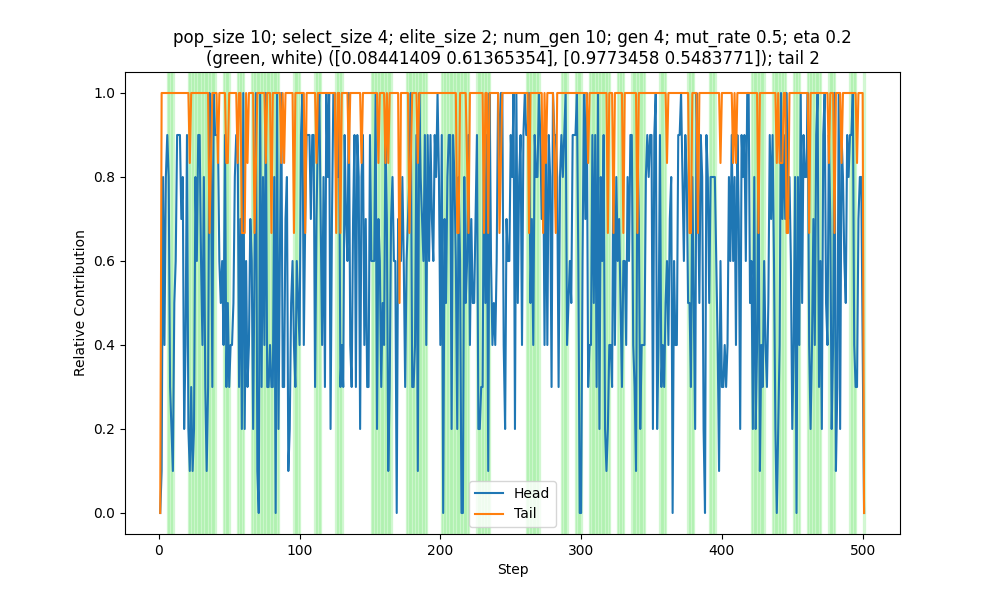 pop_size 10; select_size 4; elite_size 2; num_gen 10; gen 4; mut_rate 0.5; eta 0.2
(green, white) ([0.08441409 0.61365354], [0.9773458 0.5483771]); tail 2
Relative Contribution
1.0
0.8
0.6
0.4
0.2
0.0
Head
Tail
0
100
200
300
400
500
Step